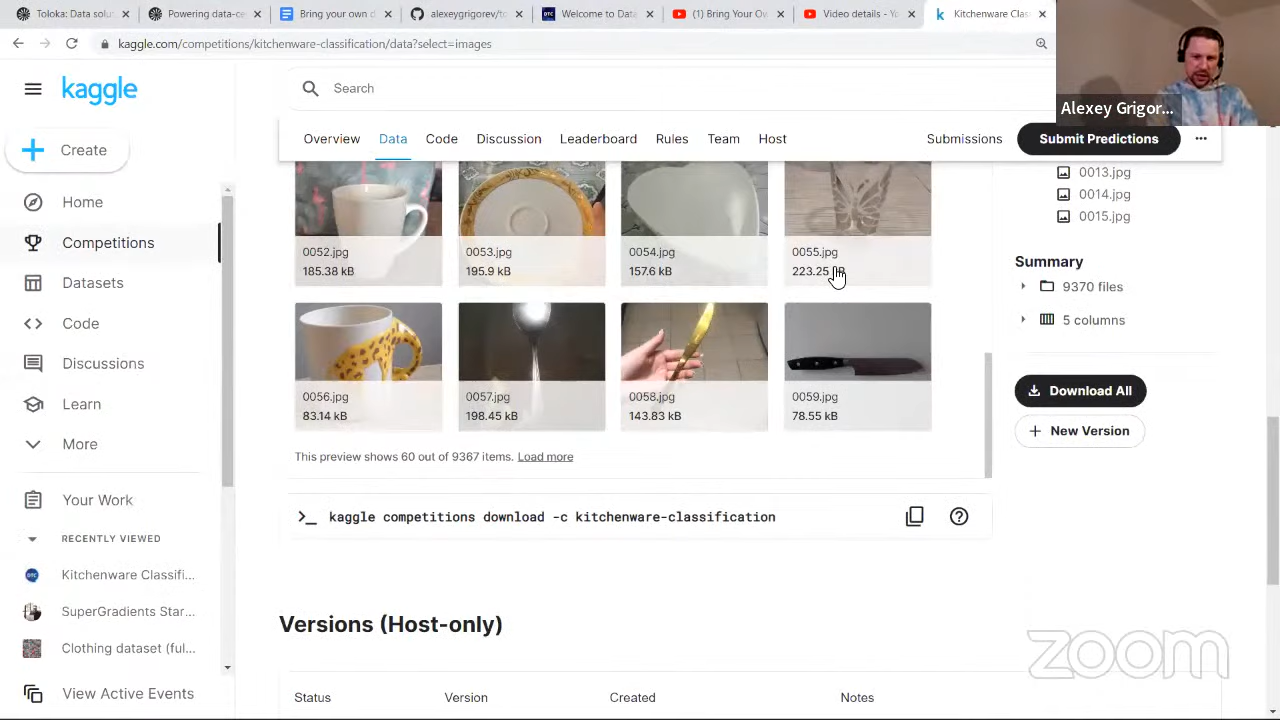 Toloka: Data solut
Powering data-ce
Bring your own d
alexeygrigorev/to
Welcome to Data
(1) Bring Your Ow
Video details - Yo
Kitchenware Clas
kaggle.com/competitions/kitchenware-classification/data?select=images
Alexey Grigor...
kaggle
Search
Overview
Data
Code
Discussion
Leaderboard
Rules
Team
Host
Submissions
Submit Predictions
Create
Home
Competitions
Datasets
Code
Discussions
Learn
More
Your Work
RECENTLY VIEWED
Kitchenware Classifi...
SuperGradients Star...
Clothing dataset (ful...
View Active Events
0052.jpg
185.38 kB
0053.jpg
195.9 kB
0054.jpg
157.6 kB
0055.jpg
223.25 kB
0056.jpg
83.14 kB
0057.jpg
198.45 kB
0058.jpg
143.83 kB
0059.jpg
78.55 kB
This preview shows 60 out of 9367 items. Load more
kaggle competitions download -c kitchenware-classification
Versions (Host-only)
Status
Version
Created
Notes
0013.jpg
0014.jpg
0015.jpg
Summary
9370 files
5 columns
Download All
New Version
zoom